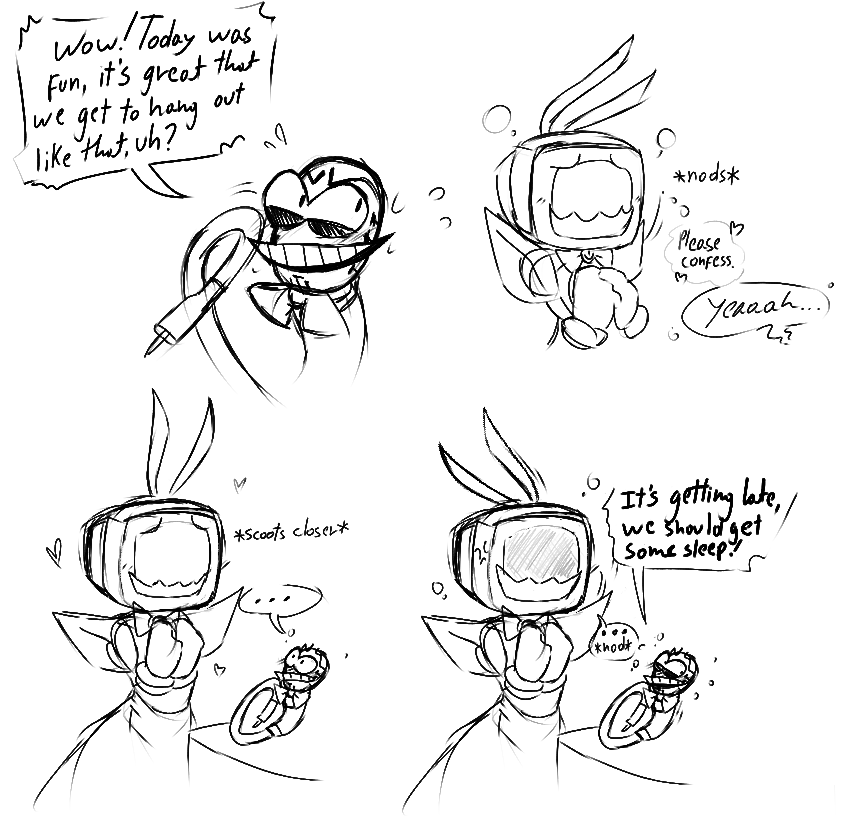 Wow! Today was
fun, it's great that
we get to hang out
like that, uh?
*nods*
Please
confess.
Yeaaah...
*scoots closer*
...
It's getting late,
we should get
some sleep!
...
*nod*